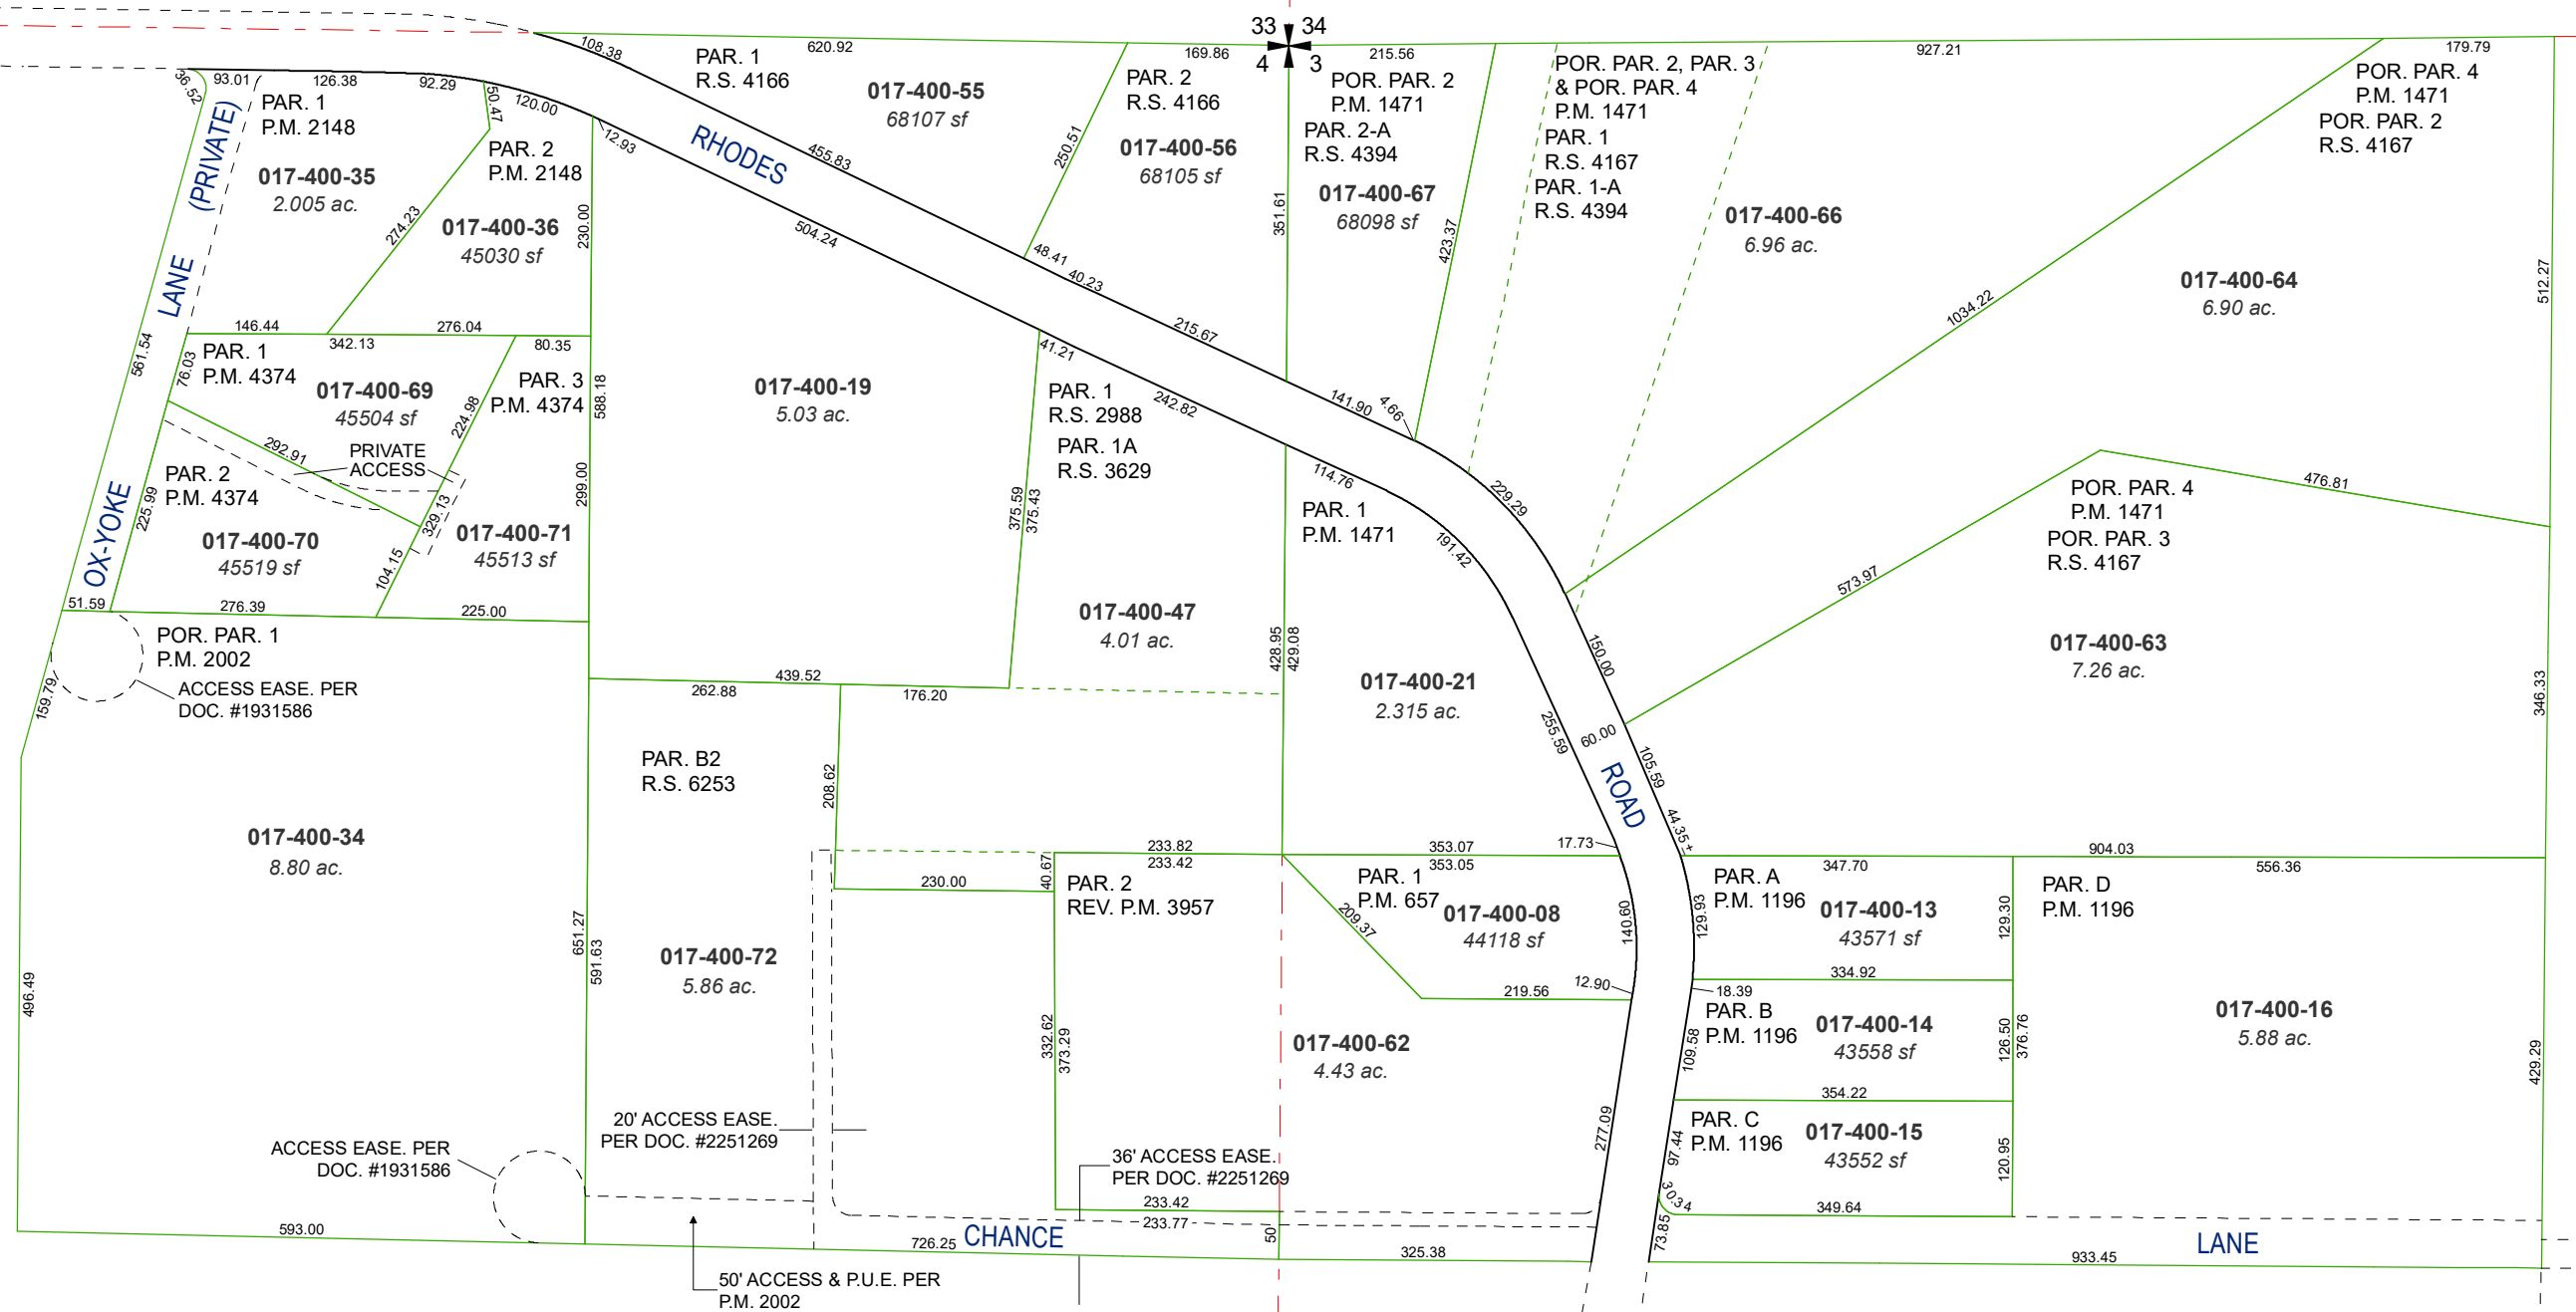 33 34
4 3
108.38
620.92
169.86
215.56
927.21
179.79
PAR. 1
R.S. 4166
017-400-55
68107 sf
PAR. 2
R.S. 4166
017-400-56
68105 sf
POR. PAR. 2
P.M. 1471
PAR. 2-A
R.S. 4394
017-400-67
68098 sf
POR. PAR. 2, PAR. 3
& POR. PAR. 4
P.M. 1471
PAR. 1
R.S. 4167
PAR. 1-A
R.S. 4394
017-400-66
6.96 ac.
POR. PAR. 4
P.M. 1471
POR. PAR. 2
R.S. 4167
017-400-64
6.90 ac.
512.27
36.52
93.01
126.38
92.29
50.47
120.00
12.93
PAR. 1
P.M. 2148
017-400-35
2.005 ac.
PAR. 2
P.M. 2148
017-400-36
45030 sf
274.23
230.00
RHODES
455.83
504.24
250.51
48.41
40.23
215.67
351.61
423.37
141.90
4.66
1034.22
OX-YOKE LANE (PRIVATE)
561.54
146.44
276.04
342.13
80.35
76.03
PAR. 1
P.M. 4374
017-400-69
45504 sf
PAR. 3
P.M. 4374
224.98
588.18
299.00
292.91
PRIVATE
ACCESS
PAR. 2
P.M. 4374
225.99
017-400-70
45519 sf
329.13
104.15
017-400-71
45513 sf
51.59
276.39
225.00
017-400-19
5.03 ac.
41.21
242.82
PAR. 1
R.S. 2988
PAR. 1A
R.S. 3629
375.59
375.43
017-400-47
4.01 ac.
114.76
PAR. 1
P.M. 1471
191.42
229.29
428.95
429.08
017-400-21
2.315 ac.
255.59
60.00
150.00
105.59
44.35±
ROAD
573.97
476.81
POR. PAR. 4
P.M. 1471
POR. PAR. 3
R.S. 4167
017-400-63
7.26 ac.
346.33
POR. PAR. 1
P.M. 2002
ACCESS EASE. PER
DOC. #1931586
159.79
439.52
262.88
176.20
PAR. B2
R.S. 6253
208.62
017-400-34
8.80 ac.
496.49
651.27
591.63
017-400-72
5.86 ac.
230.00
40.67
233.82
233.42
PAR. 2
REV. P.M. 3957
332.62
373.29
353.07
353.05
17.73
PAR. 1
P.M. 657
017-400-08
44118 sf
209.37
140.60
12.90
219.56
017-400-62
4.43 ac.
277.09
347.70
904.03
556.36
PAR. A
P.M. 1196
017-400-13
43571 sf
129.93
129.30
334.92
18.39
PAR. B
P.M. 1196
017-400-14
43558 sf
109.58
126.50
376.76
354.22
PAR. C
P.M. 1196
017-400-15
43552 sf
97.44
120.95
30.34
349.64
73.85
PAR. D
P.M. 1196
017-400-16
5.88 ac.
429.29
20' ACCESS EASE.
PER DOC. #2251269
ACCESS EASE. PER
DOC. #1931586
36' ACCESS EASE.
PER DOC. #2251269
233.42
233.77
50
593.00
726.25
CHANCE
325.38
LANE
933.45
50' ACCESS & P.U.E. PER
P.M. 2002